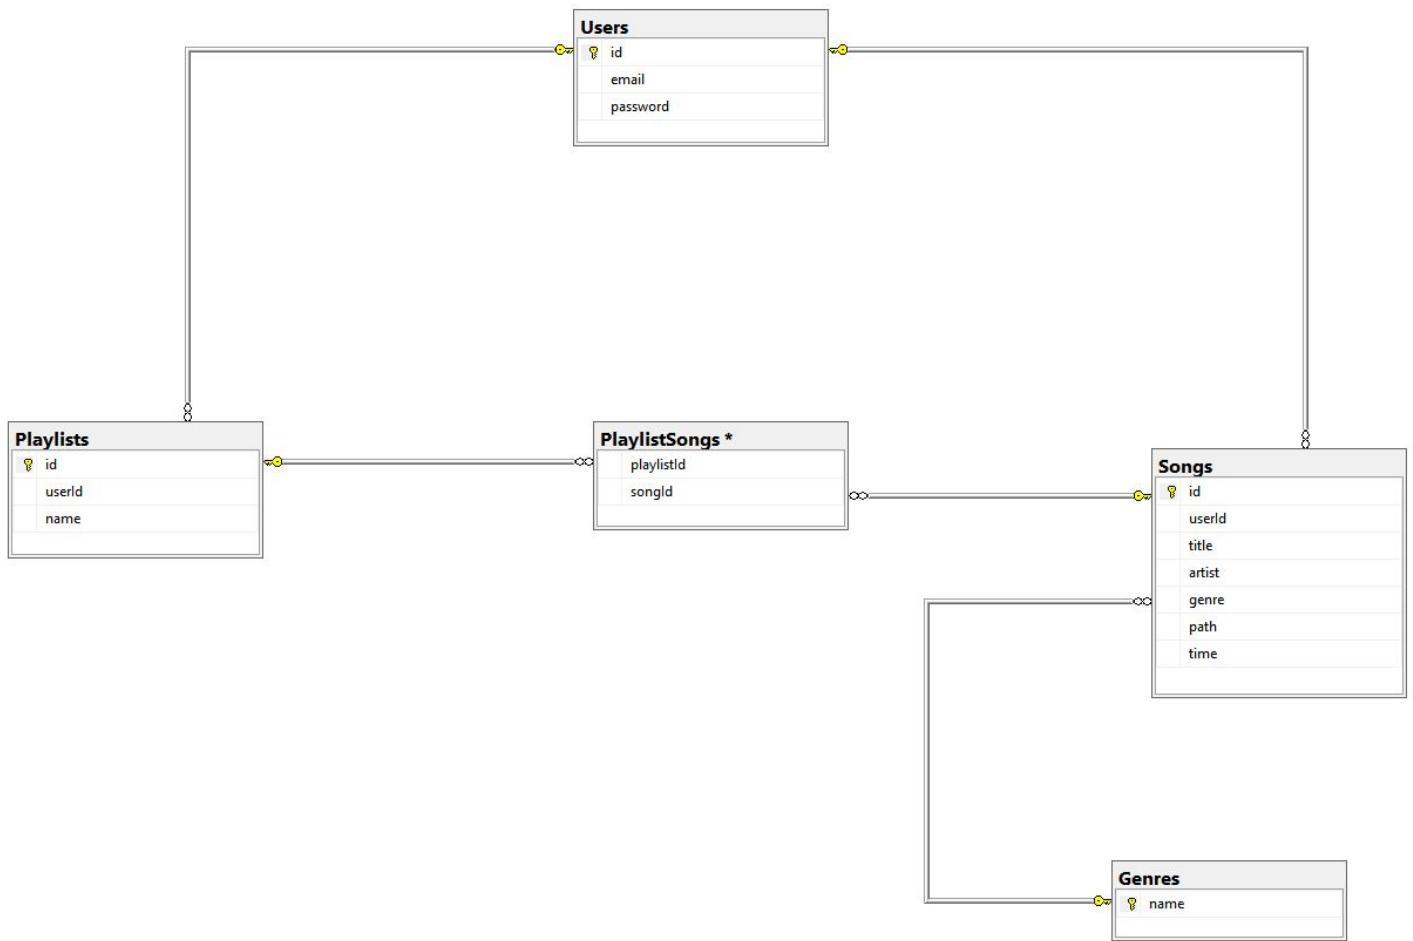 Users
id
email
password
Playlists
id
userId
name
PlaylistSongs *
playlistId
songId
Songs
id
userId
title
artist
genre
path
time
Genres
name